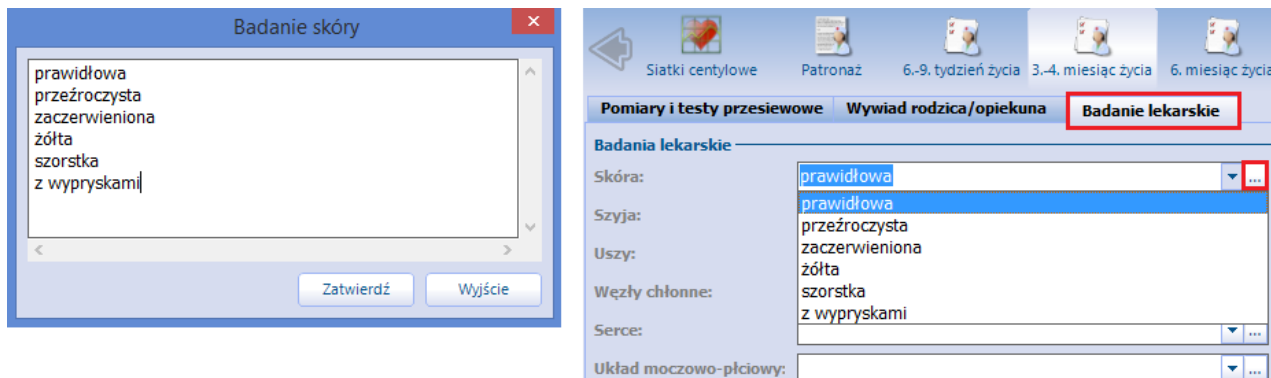 Badanie skóry
prawidłowa
przeźroczysta
zaczerwieniona
żółta
szorstka
z wypryskami
Zatwierdź Wyjście
Siatki centylowe Patronaż 6.-9. tydzień życia 3.-4. miesiąc życia 6. miesiąc życia
Pomiary i testy przesiewowe Wywiad rodzica/opiekuna Badanie lekarskie
Badania lekarskie
Skóra: prawidłowa ...
prawidłowa
Szyja:
przeźroczysta
Uszy:
zaczerwieniona
żółta
Węzły chłonne:
szorstka
z wypryskami
Serce: ...
Układ moczowo-płciowy: ...